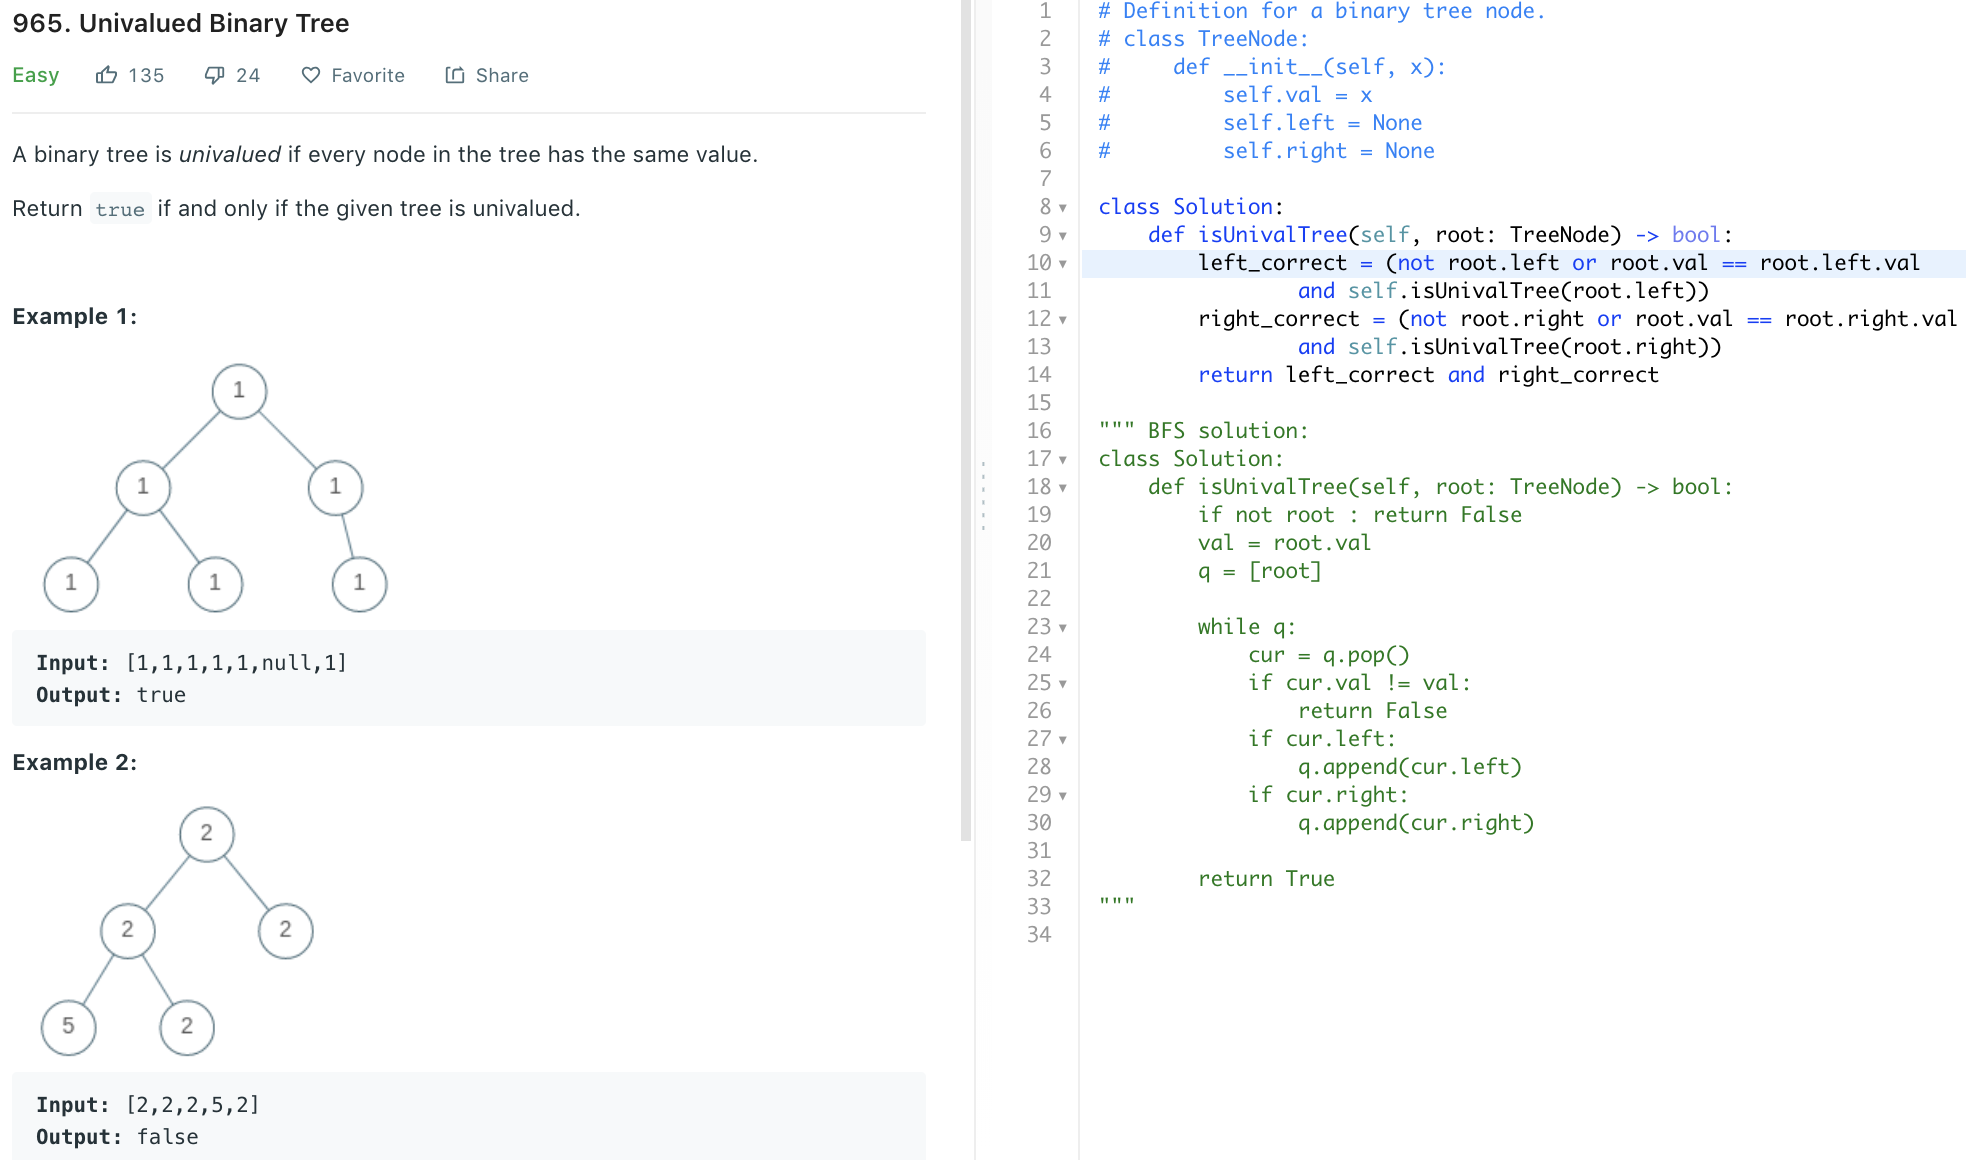 965. Univalued Binary Tree
Easy 135 24 Favorite Share
A binary tree is univalued if every node in the tree has the same value.
Return true if and only if the given tree is univalued.
Example 1:
1
1 1
1 1 1
Input: [1,1,1,1,1,null,1]
Output: true
Example 2:
2
2 2
5 2
Input: [2,2,2,5,2]
Output: false
1 # Definition for a binary tree node.
2 # class TreeNode:
3 #     def __init__(self, x):
4 #         self.val = x
5 #         self.left = None
6 #         self.right = None
7
8 class Solution:
9     def isUnivalTree(self, root: TreeNode) -> bool:
10         left_correct = (not root.left or root.val == root.left.val
11                 and self.isUnivalTree(root.left))
12         right_correct = (not root.right or root.val == root.right.val
13                 and self.isUnivalTree(root.right))
14         return left_correct and right_correct
15
16 """ BFS solution:
17 class Solution:
18     def isUnivalTree(self, root: TreeNode) -> bool:
19         if not root : return False
20         val = root.val
21         q = [root]
22
23         while q:
24             cur = q.pop()
25             if cur.val != val:
26                 return False
27             if cur.left:
28                 q.append(cur.left)
29             if cur.right:
30                 q.append(cur.right)
31
32         return True
33 """
34